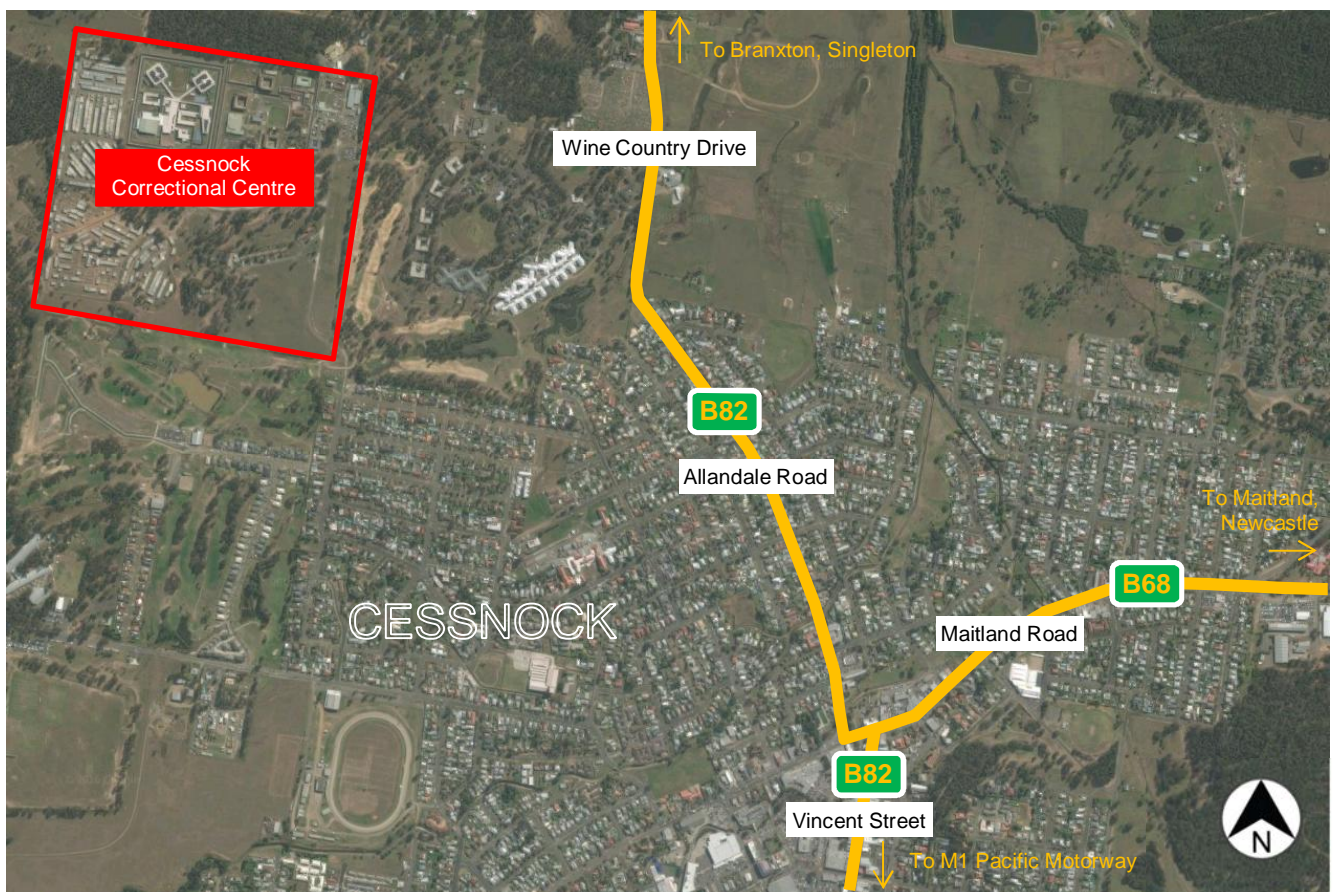 To Branxton, Singleton
Wine Country Drive
Cessnock
Correctional Centre
B82
Allandale Road
To Maitland,
Newcastle
B68
CESSNOCK
Maitland Road
B82
Vincent Street
To M1 Pacific Motorway
N